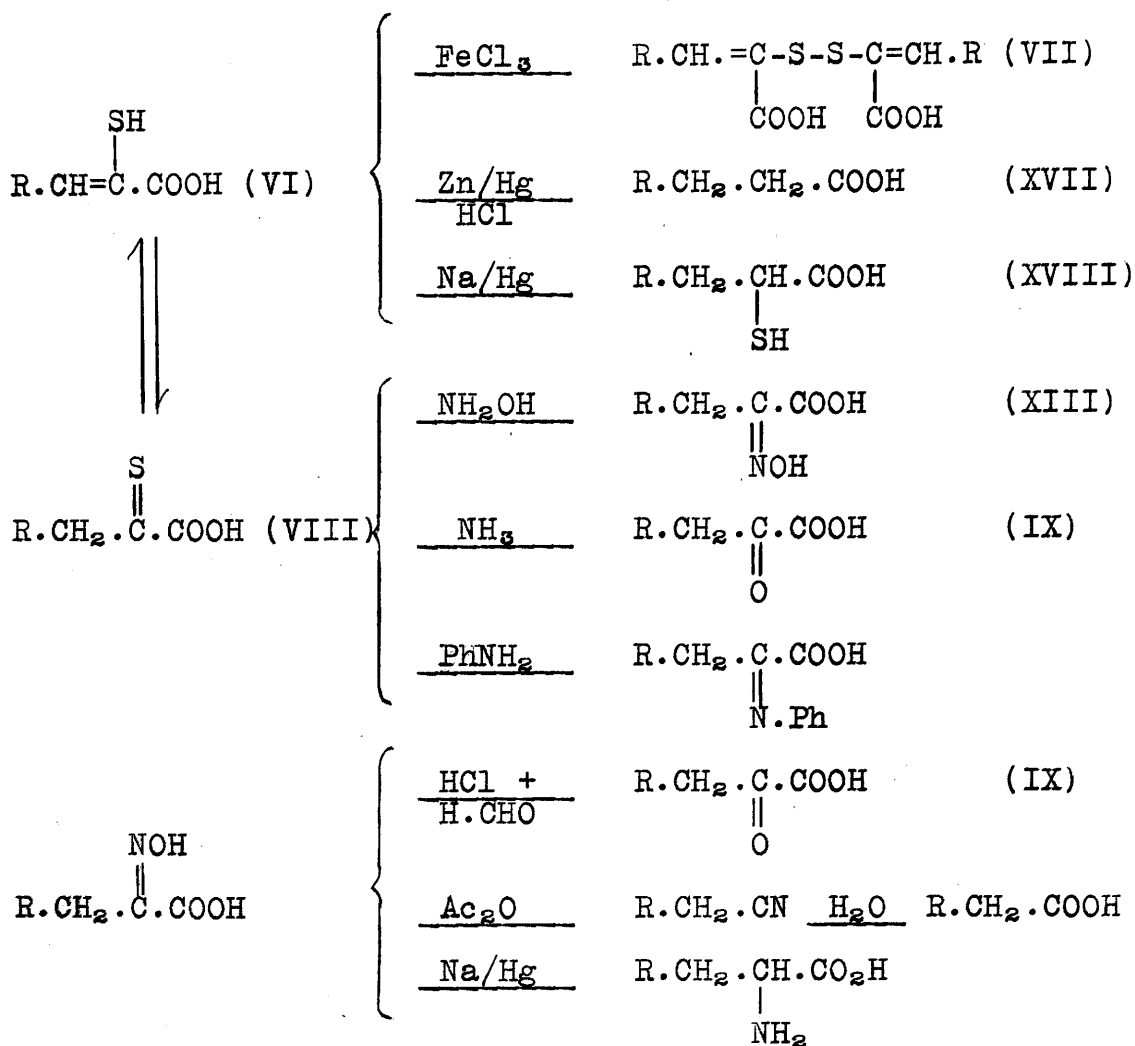 FeCl₃ R.CH.=C-S-S-C=CH.R (VII)
SH COOH COOH
R.CH=C.COOH (VI) Zn/Hg R.CH₂.CH₂.COOH (XVII)
HCl
Na/Hg R.CH₂.CH.COOH (XVIII)
SH
NH₂OH R.CH₂.C.COOH (XIII)
S NOH
R.CH₂.C.COOH (VIII) NH₃ R.CH₂.C.COOH (IX)
O
PhNH₂ R.CH₂.C.COOH
N.Ph
HCl + R.CH₂.C.COOH (IX)
H.CHO
NOH O
R.CH₂.C.COOH Ac₂O R.CH₂.CN H₂O R.CH₂.COOH
Na/Hg R.CH₂.CH.CO₂H
NH₂